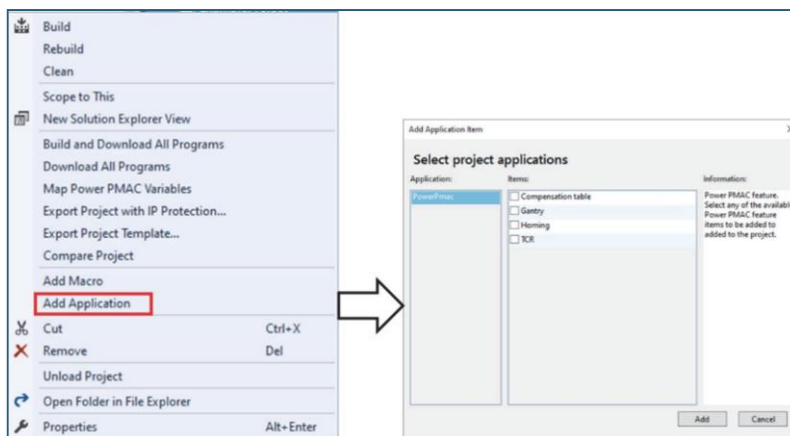 Build
Rebuild
Clean
Scope to This
New Solution Explorer View
Build and Download All Programs
Download All Programs
Map Power PMAC Variables
Export Project with IP Protection...
Export Project Template...
Compare Project
Add Macro
Add Application
Cut Ctrl+X
Remove Del
Unload Project
Open Folder in File Explorer
Properties Alt+Enter
Add Application Item
Select project applications
Application: Items: Information:
PowerPmac
Compensation table
Gantry
Homing
TCR
Power PMAC feature.
Select any of the available
Power PMAC feature
items to be added to
added to the project.
Add Cancel